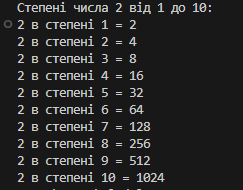 Степені числа 2 від 1 до 10:
2 в степені 1 = 2
2 в степені 2 = 4
2 в степені 3 = 8
2 в степені 4 = 16
2 в степені 5 = 32
2 в степені 6 = 64
2 в степені 7 = 128
2 в степені 8 = 256
2 в степені 9 = 512
2 в степені 10 = 1024